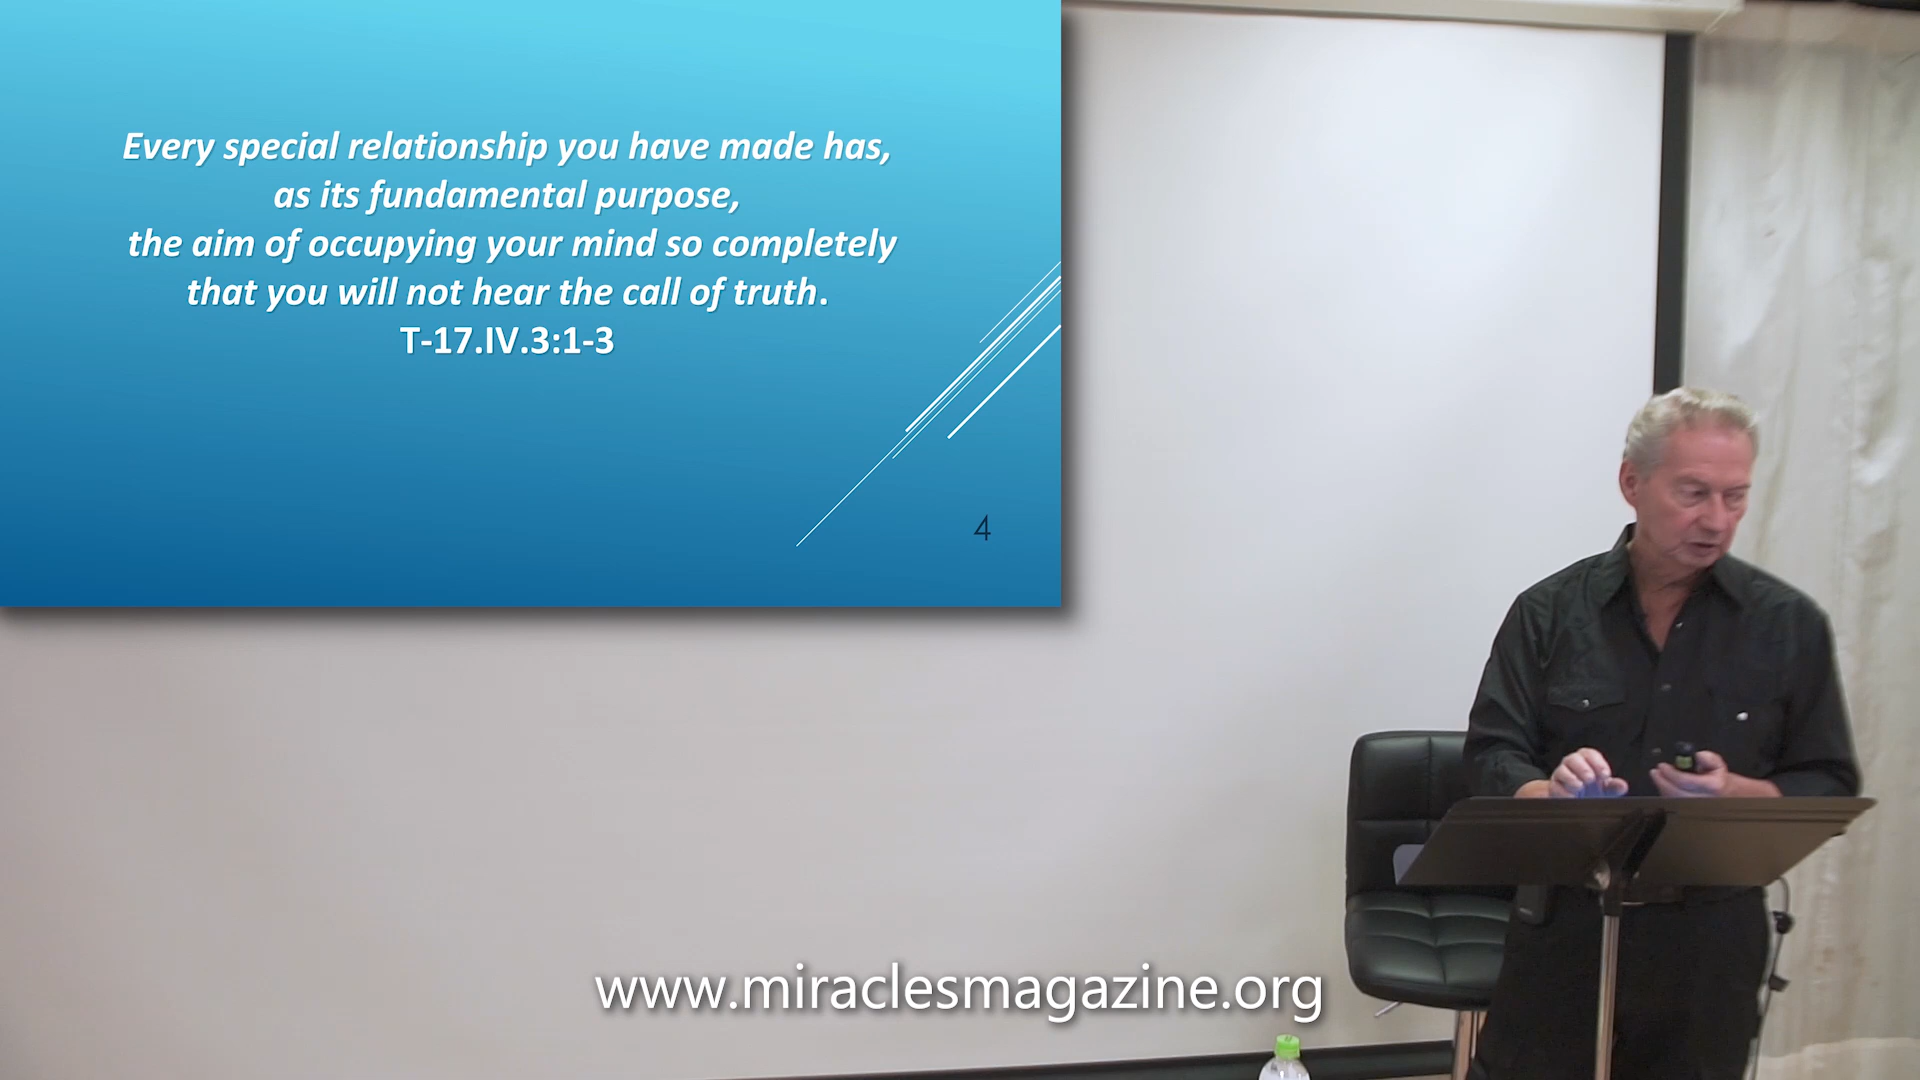 Every special relationship you have made has,
as its fundamental purpose,
the aim of occupying your mind so completely
that you will not hear the call of truth.
T-17.IV.3:1-3
4
www.miraclesmagazine.org